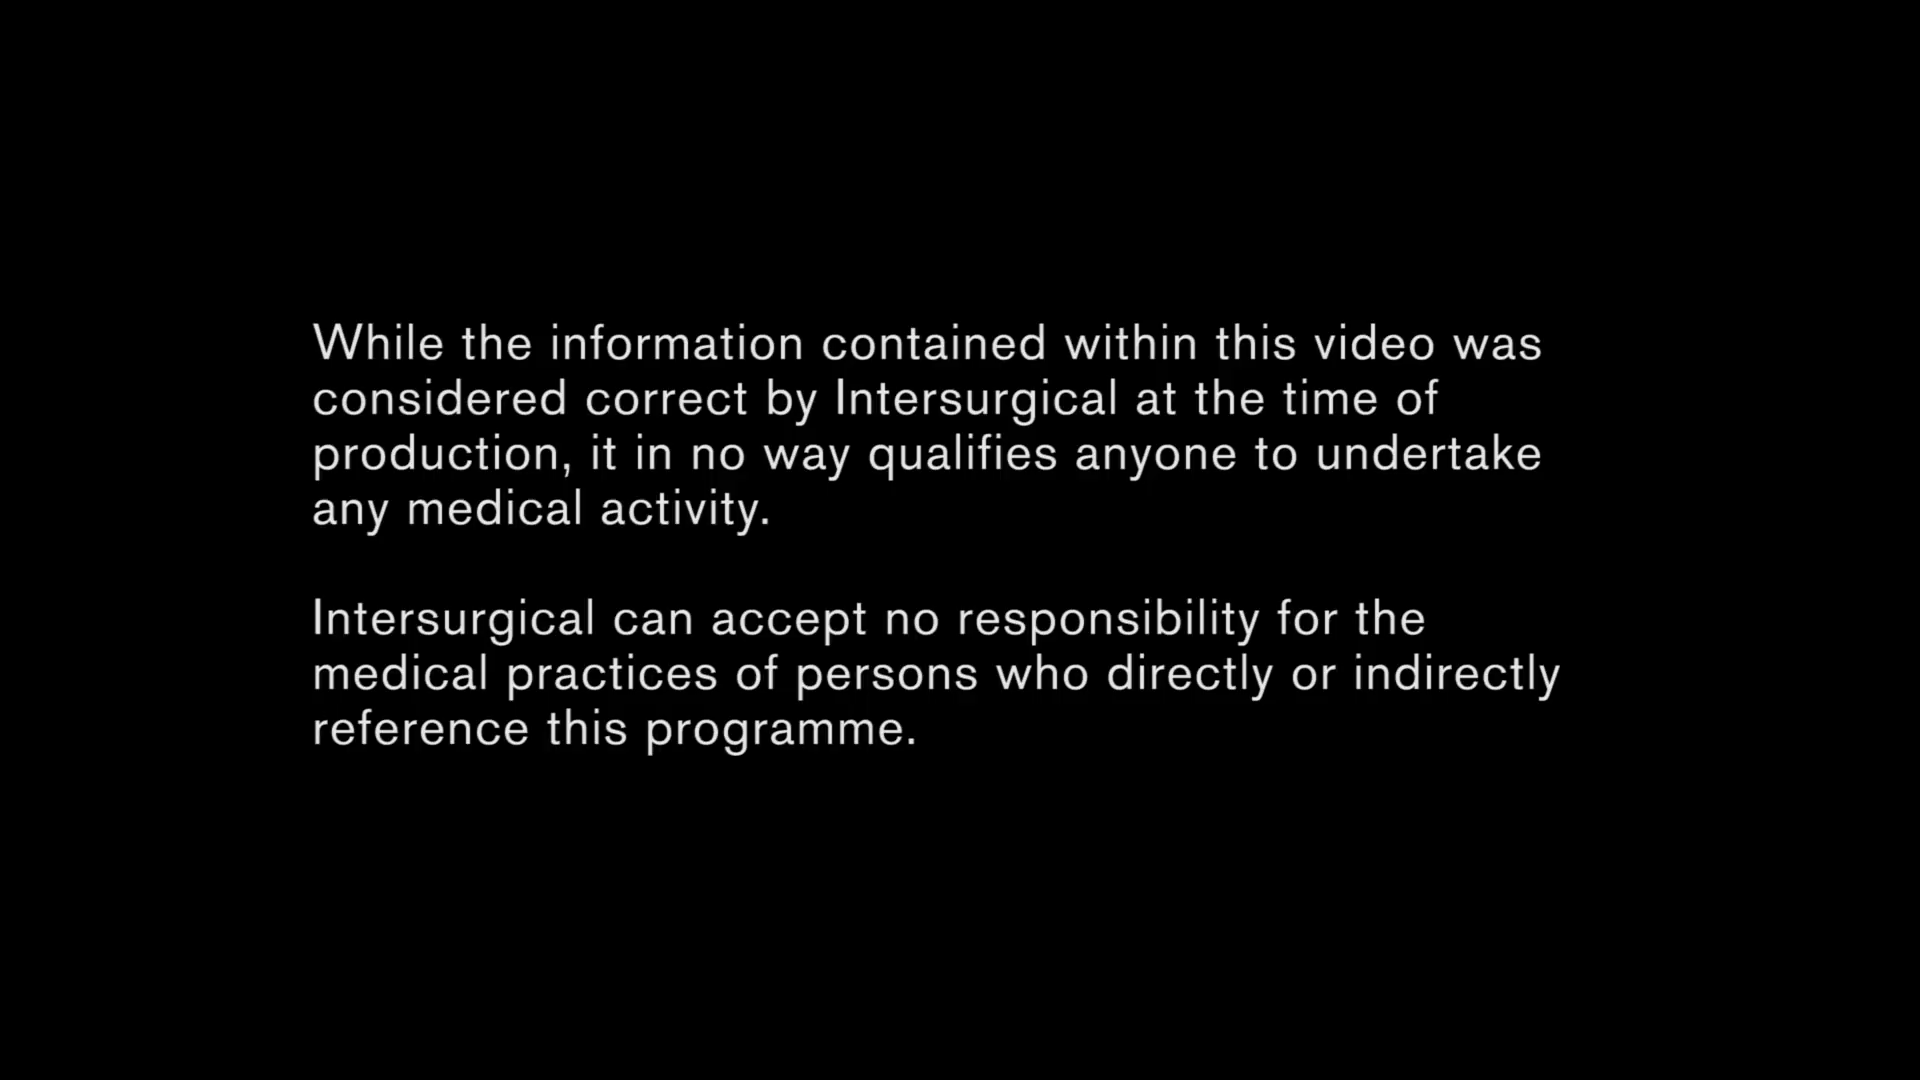 While the information contained within this video was
considered correct by Intersurgical at the time of
production, it in no way qualifies anyone to undertake
any medical activity.
Intersurgical can accept no responsibility for the
medical practices of persons who directly or indirectly
reference this programme.